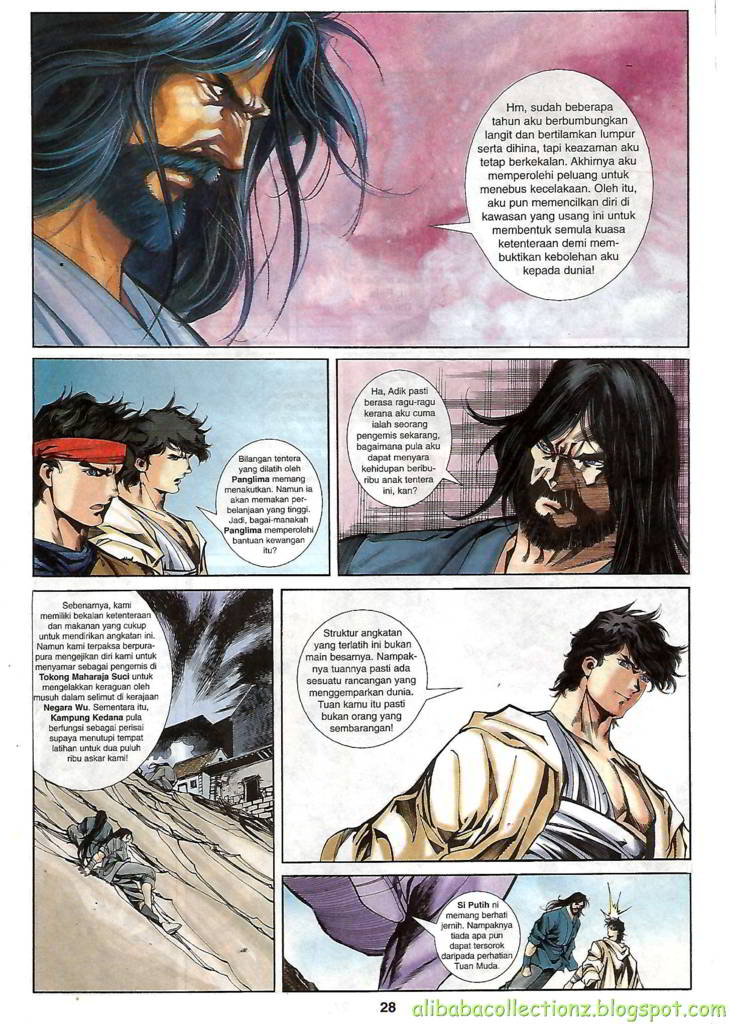 Hm, sudah beberapa
tahun aku berbumbungkan
langit dan bertilamkan lumpur
serta dihina, tapi keazaman aku
tetap berkekalan. Akhirnya aku
memperolehi peluang untuk
menebus kecelakaan. Oleh itu,
aku pun memencilkan diri di
kawasan yang usang ini untuk
membentuk semula kuasa
ketenteraan demi mem-
buktikan kebolehan aku
kepada dunia!
Bilangan tentera
yang dilatih oleh
Panglima memang
menakutkan. Namun ia
akan memakan per-
belanjaan yang tinggi.
Jadi, bagai-manakah
Panglima memperolehi
bantuan kewangan
itu?
Ha, Adik pasti
berasa ragu-ragu
kerana aku cuma
ialah seorang
pengemis sekarang,
bagaimana pula aku
dapat menyara
kehidupan beribu-
ribu anak tentera
ini, kan?
Sebenarnya, kami
memiliki bekalan ketenteraan
dan makanan yang cukup
untuk mendirikan angkatan ini.
Namun kami terpaksa berpura-
pura mengejikan diri kami untuk
menyamar sebagai pengemis di
Tokong Maharaja Suci untuk
mengelakkan keraguan oleh
musuh dalam selimut di kerajaan
Negara Wu. Sementara itu,
Kampung Kedana pula
berfungsi sebagai perisai
supaya menutupi tempat
latihan untuk dua puluh
ribu askar kami!
Struktur angkatan
yang terlatih ini bukan
main besarnya. Nampak-
nya tuannya pasti ada
sesuatu rancangan yang
menggemparkan dunia.
Tuan kamu itu pasti
bukan orang yang
sembarangan!
Si Putih ni
memang berhati
jernih. Nampaknya
tiada apa pun
dapat tersorok
daripada perhatian
Tuan Muda.
28
alibabacollectionz.blogspot.com